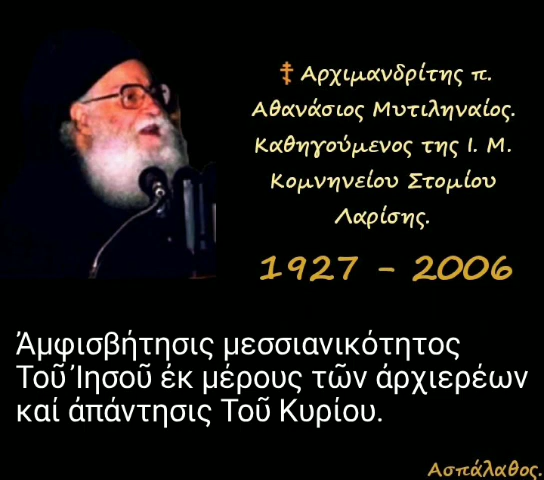 ☦ Αρχιμανδρίτης π.
Αθανάσιος Μυτιληναίος.
Καθηγούμενος της Ι. Μ.
Κομνηνείου Στομίου
Λαρίσης.
1927 - 2006
Ἀμφισβήτησις μεσσιανικότητος
Τοῦ Ἰησοῦ ἐκ μέρους τῶν ἀρχιερέων
καί ἀπάντησις Τοῦ Κυρίου.
Ασπάλαθος.